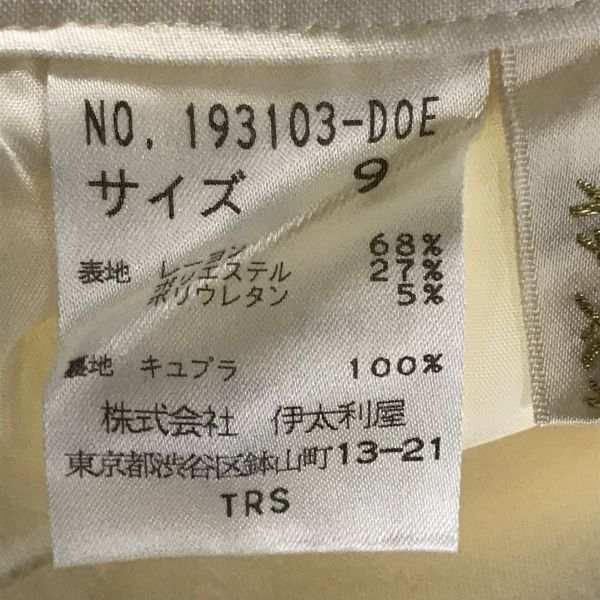 NO. 193103-DOE
サイズ 9
表地 レーヨン 68%
ポリエステル 27%
ポリウレタン 5%
裏地 キュプラ 100%
株式会社 伊太利屋
東京都渋谷区鉢山町13-21
TRS